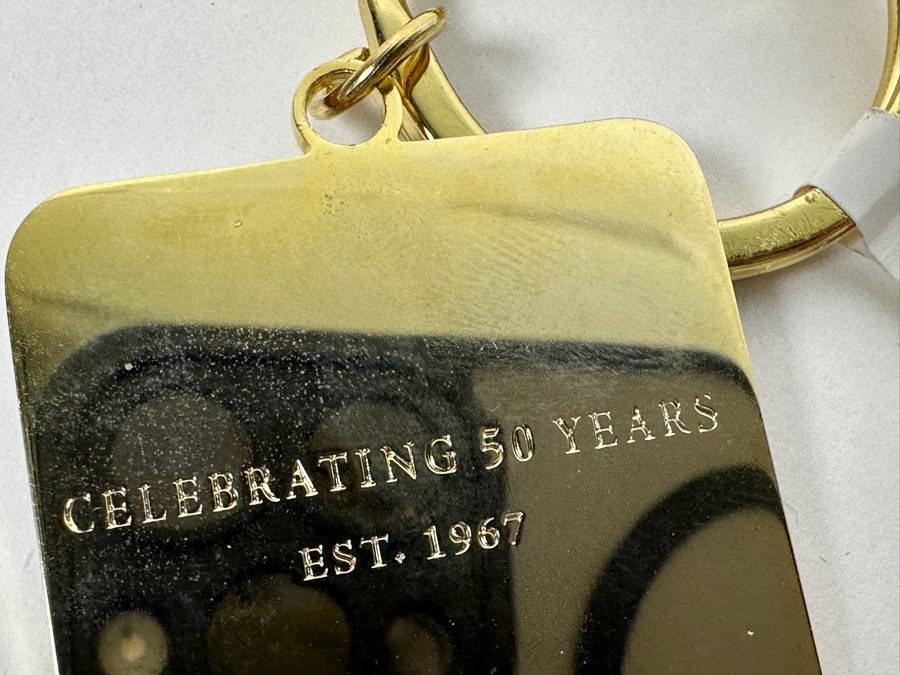 CELEBRATING 50 YEARS
EST. 1967